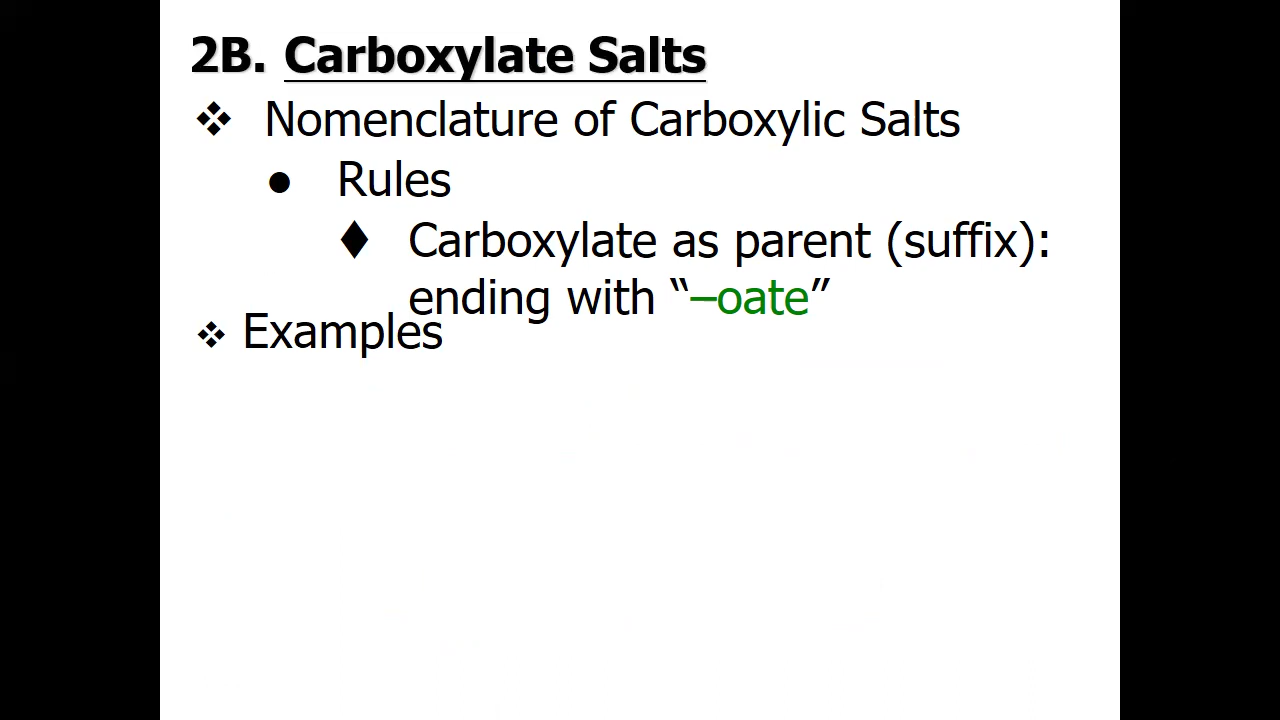 2B. Carboxylate Salts
❖ Nomenclature of Carboxylic Salts
● Rules
♦ Carboxylate as parent (suffix):
ending with “–oate”
❖ Examples